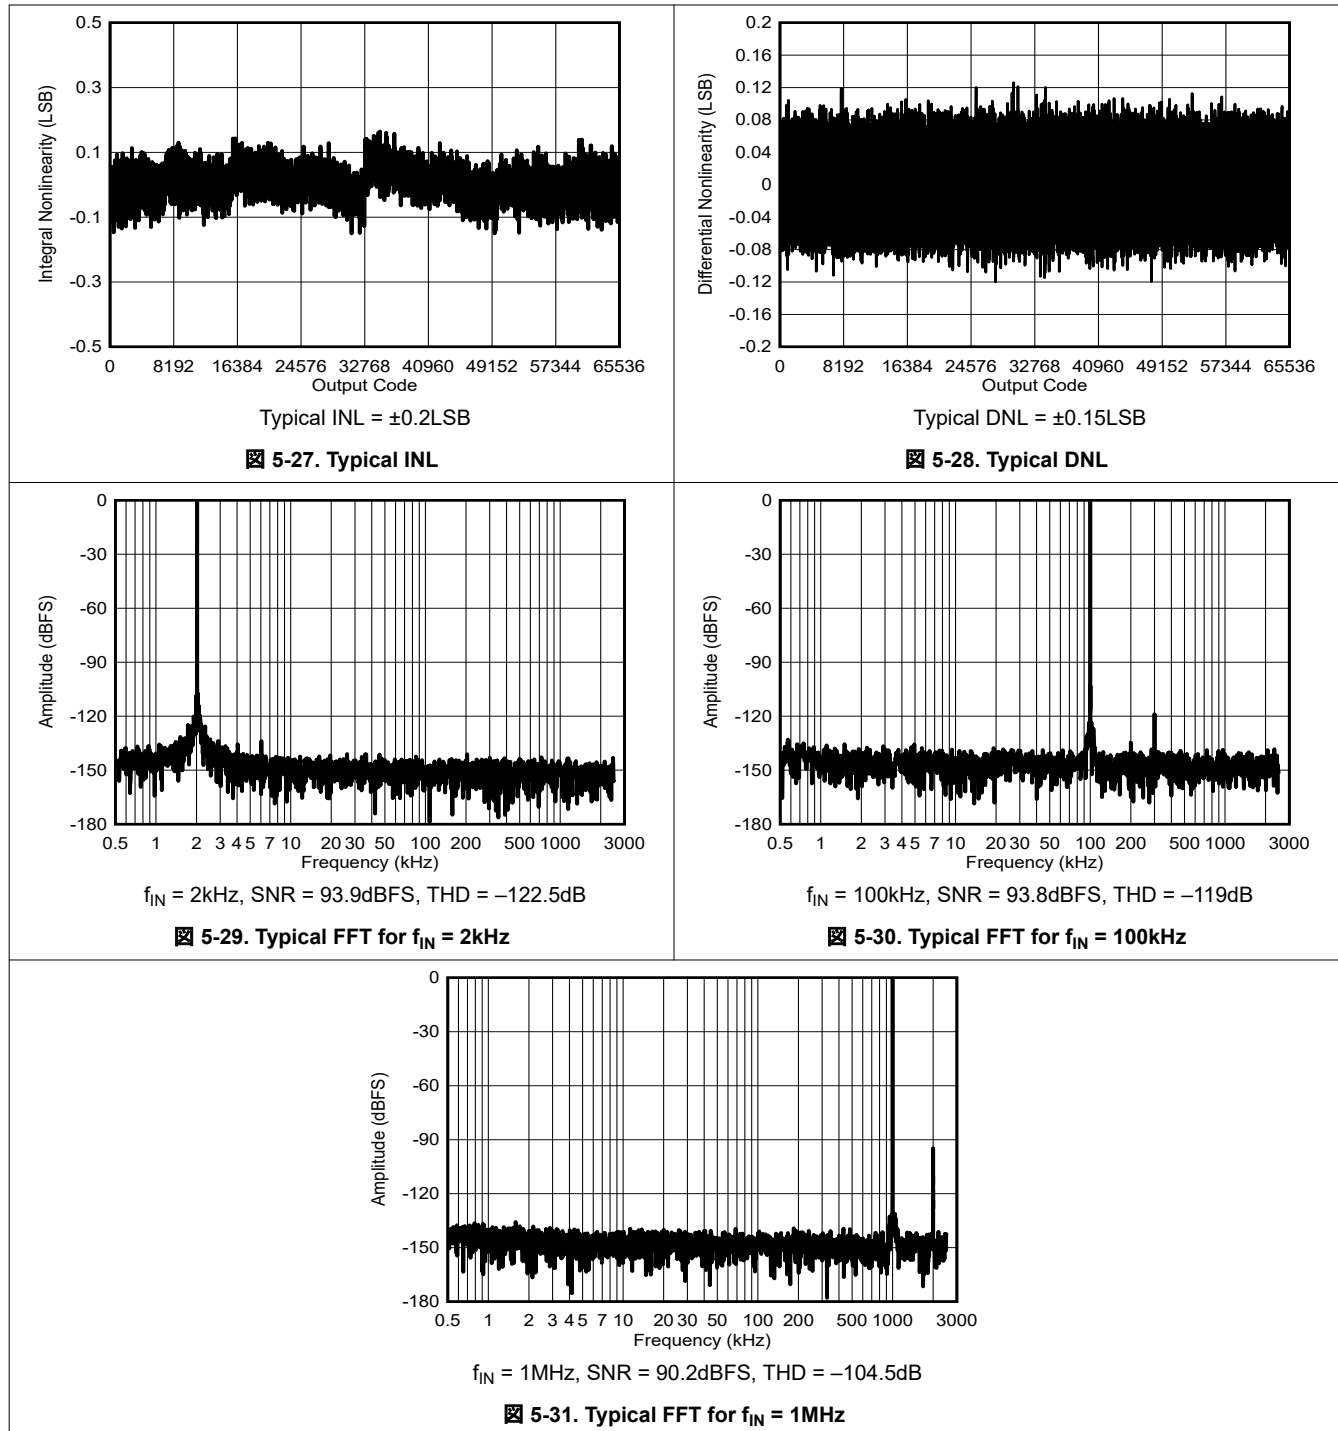 0.5
0.3
0.1
-0.1
-0.3
-0.5
Integral Nonlinearity (LSB)
0 8192 16384 24576 32768 40960 49152 57344 65536
Output Code
Typical INL = ±0.2LSB
図 5-27. Typical INL
0.2
0.16
0.12
0.08
0.04
0
-0.04
-0.08
-0.12
-0.16
-0.2
Differential Nonlinearity (LSB)
0 8192 16384 24576 32768 40960 49152 57344 65536
Output Code
Typical DNL = ±0.15LSB
図 5-28. Typical DNL
0
-30
-60
-90
-120
-150
-180
Amplitude (dBFS)
0.5 1 2 3 4 5 7 10 20 30 50 100 200 500 1000 3000
Frequency (kHz)
fIN = 2kHz, SNR = 93.9dBFS, THD = –122.5dB
図 5-29. Typical FFT for fIN = 2kHz
0
-30
-60
-90
-120
-150
-180
Amplitude (dBFS)
0.5 1 2 3 4 5 7 10 20 30 50 100 200 500 1000 3000
Frequency (kHz)
fIN = 100kHz, SNR = 93.8dBFS, THD = –119dB
図 5-30. Typical FFT for fIN = 100kHz
0
-30
-60
-90
-120
-150
-180
Amplitude (dBFS)
0.5 1 2 3 4 5 7 10 20 30 50 100 200 500 1000 3000
Frequency (kHz)
fIN = 1MHz, SNR = 90.2dBFS, THD = –104.5dB
図 5-31. Typical FFT for fIN = 1MHz